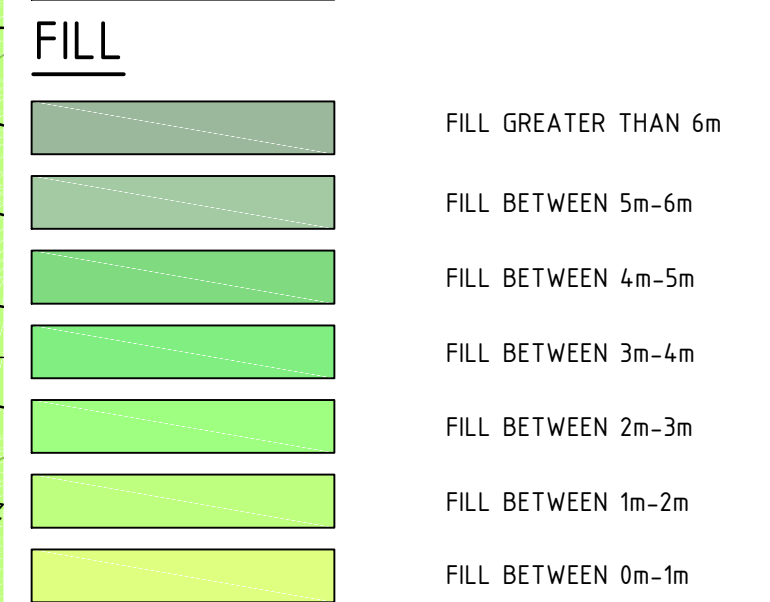 FILL
FILL GREATER THAN 6m
FILL BETWEEN 5m-6m
FILL BETWEEN 4m-5m
FILL BETWEEN 3m-4m
FILL BETWEEN 2m-3m
FILL BETWEEN 1m-2m
FILL BETWEEN 0m-1m